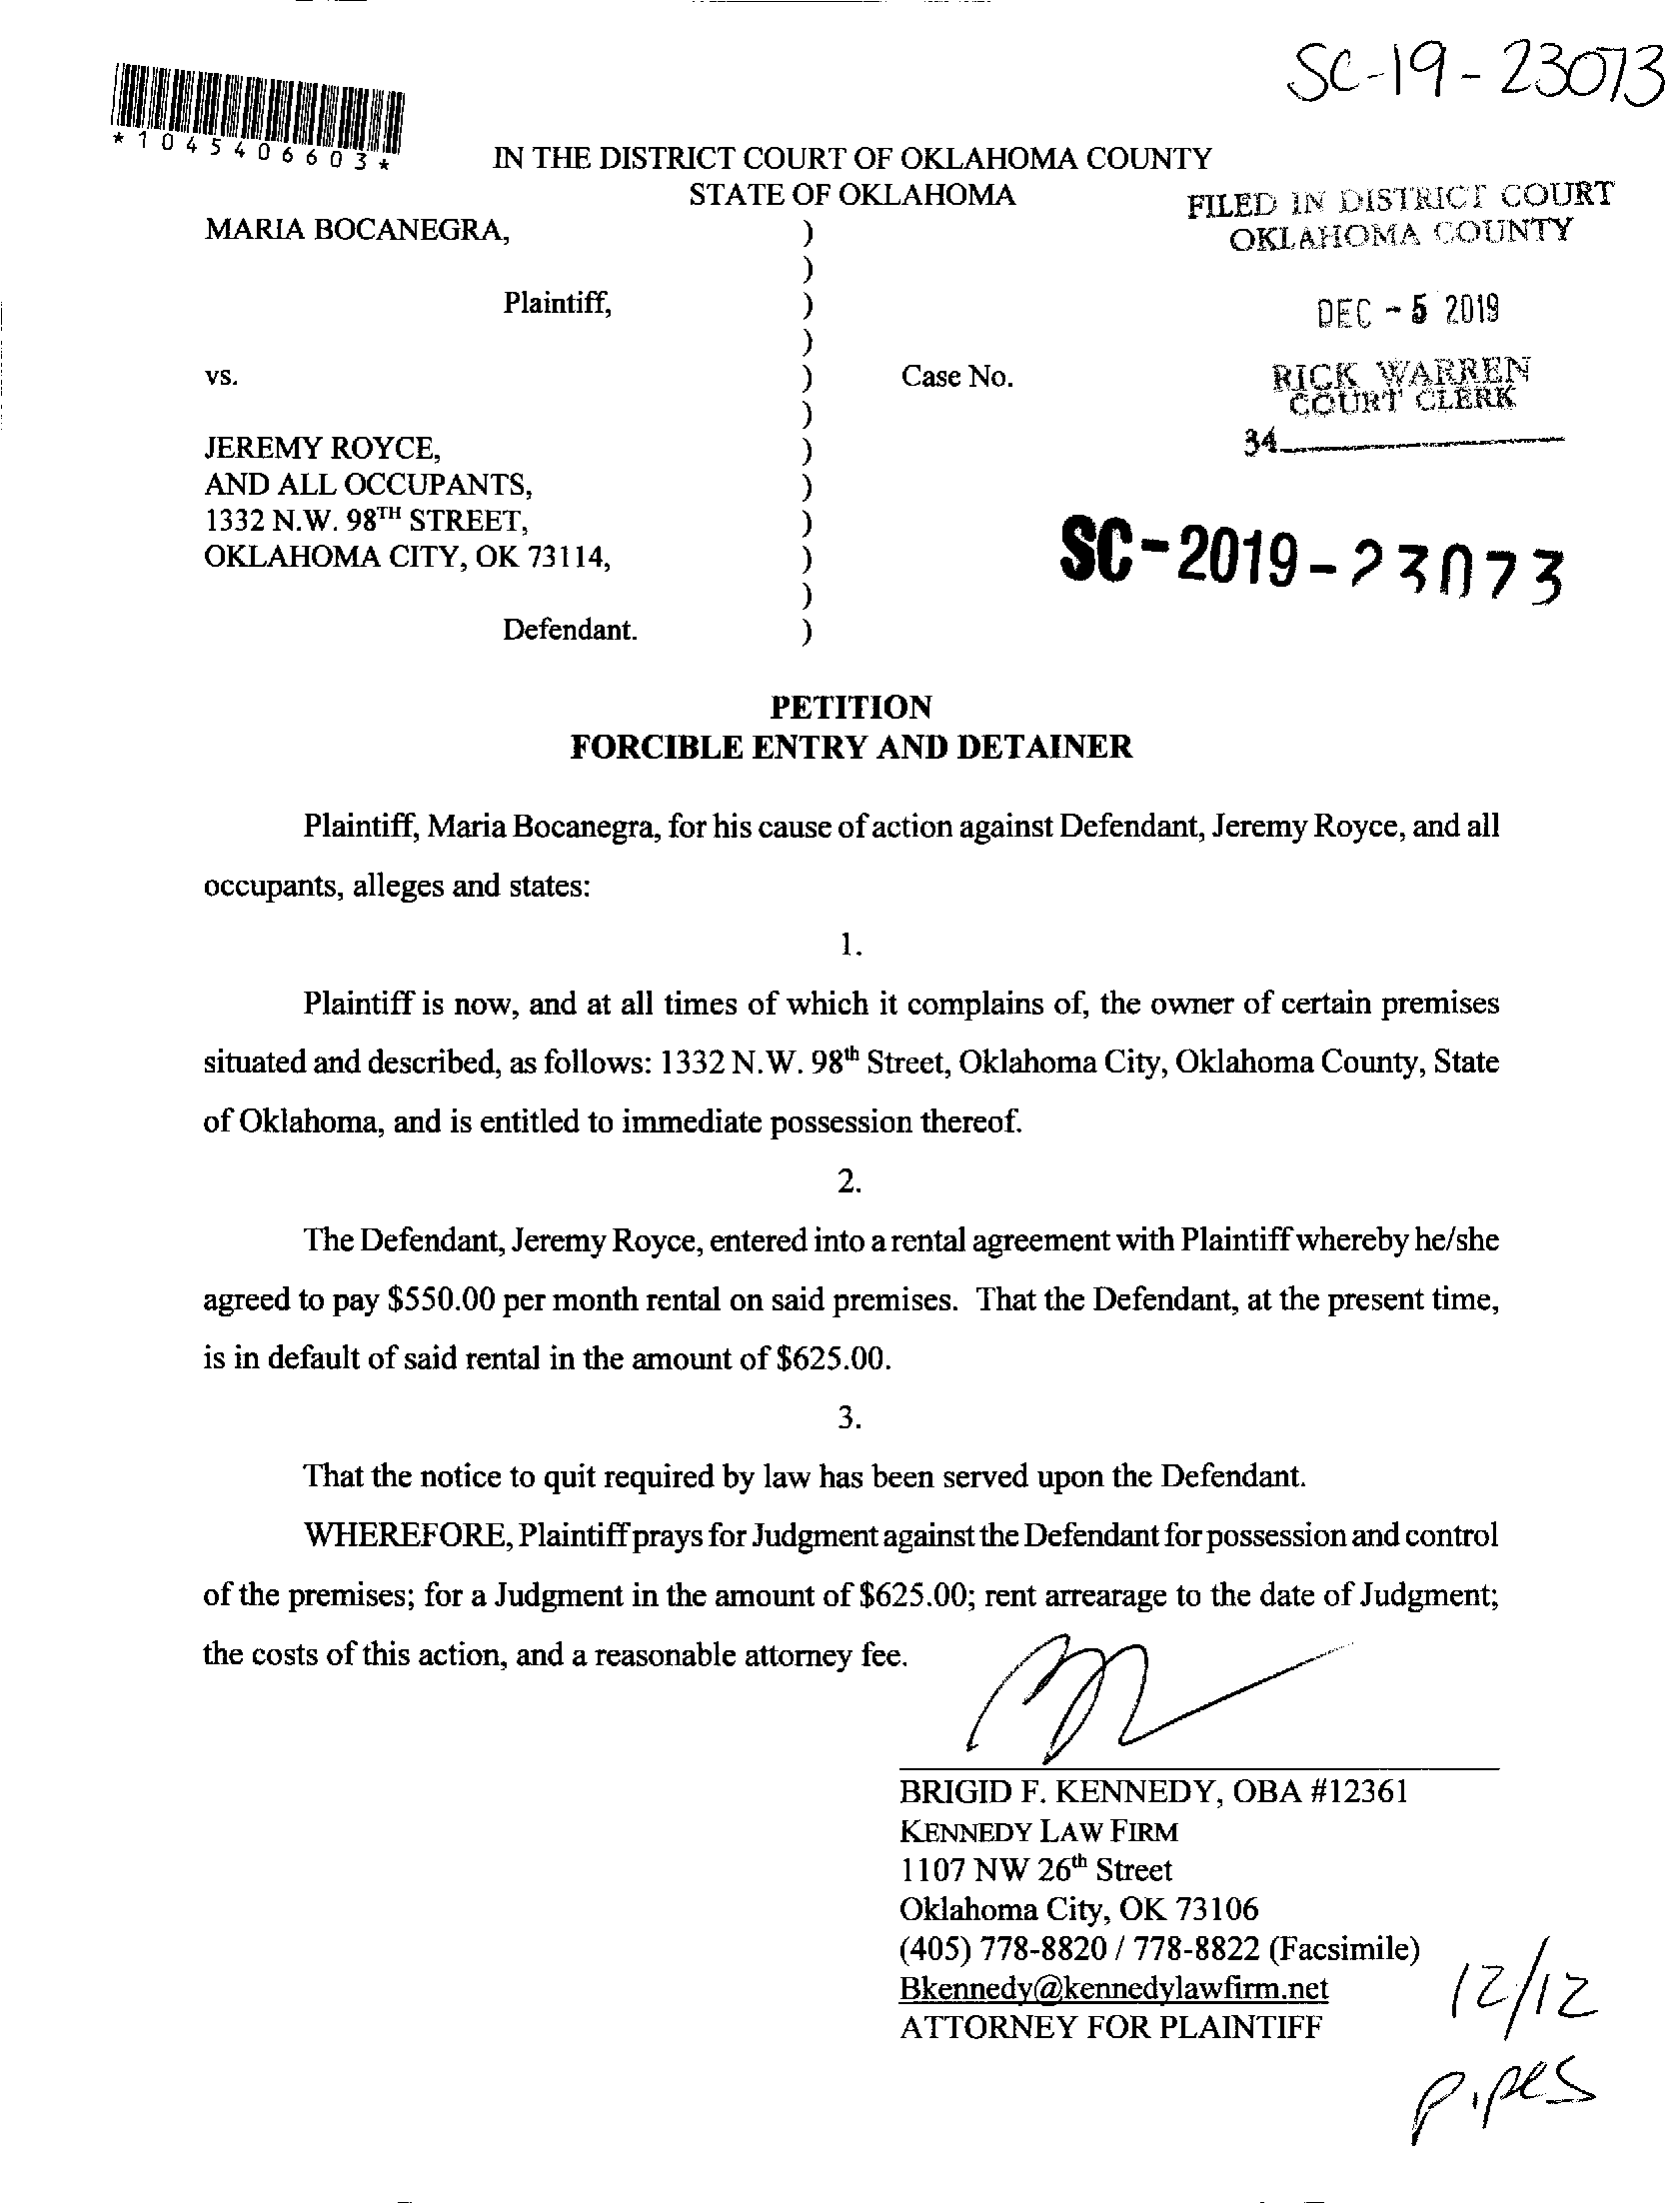 SC-19-23073
*1045406603*
IN THE DISTRICT COURT OF OKLAHOMA COUNTY
STATE OF OKLAHOMA
FILED IN DISTRICT COURT
OKLAHOMA COUNTY
MARIA BOCANEGRA, )
)
Plaintiff, )
DEC - 5 2019
)
vs. ) Case No.
RICK WARREN
COURT CLERK
)
34
JEREMY ROYCE, )
AND ALL OCCUPANTS, )
1332 N.W. 98TH STREET, )
OKLAHOMA CITY, OK 73114, )
SC-2019-23073
)
Defendant. )
PETITION
FORCIBLE ENTRY AND DETAINER
Plaintiff, Maria Bocanegra, for his cause of action against Defendant, Jeremy Royce, and all
occupants, alleges and states:
1.
Plaintiff is now, and at all times of which it complains of, the owner of certain premises
situated and described, as follows: 1332 N.W. 98th Street, Oklahoma City, Oklahoma County, State
of Oklahoma, and is entitled to immediate possession thereof.
2.
The Defendant, Jeremy Royce, entered into a rental agreement with Plaintiff whereby he/she
agreed to pay $550.00 per month rental on said premises. That the Defendant, at the present time,
is in default of said rental in the amount of $625.00.
3.
That the notice to quit required by law has been served upon the Defendant.
WHEREFORE, Plaintiff prays for Judgment against the Defendant for possession and control
of the premises; for a Judgment in the amount of $625.00; rent arrearage to the date of Judgment;
the costs of this action, and a reasonable attorney fee.
BRIGID F. KENNEDY, OBA #12361
KENNEDY LAW FIRM
1107 NW 26th Street
Oklahoma City, OK 73106
(405) 778-8820 / 778-8822 (Facsimile)
Bkennedy@kennedylawfirm.net
ATTORNEY FOR PLAINTIFF
12/12
pipes